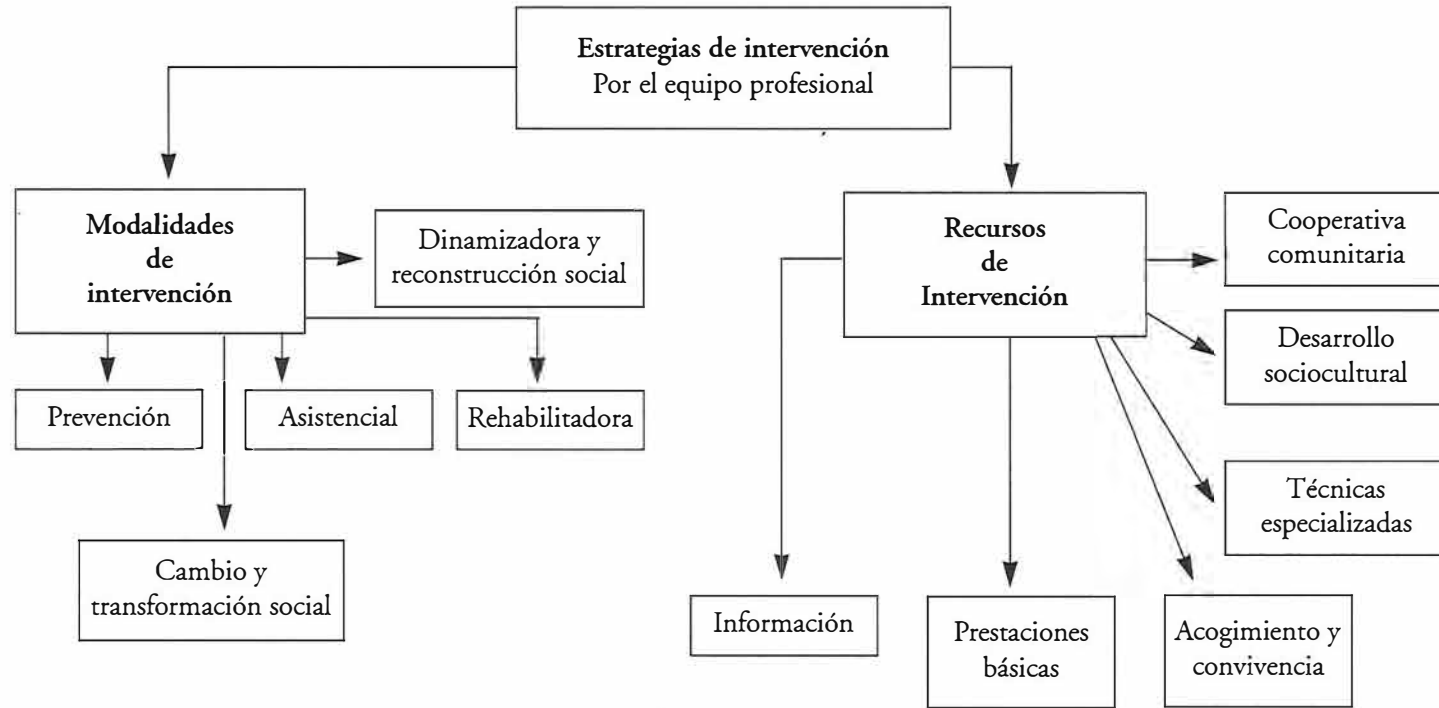 Estrategias de intervención
Por el equipo profesional
Modalidades
de
intervención
Dinamizadora y
reconstrucción social
Prevención
Asistencial
Rehabilitadora
Cambio y
transformación social
Recursos
de
Intervención
Cooperativa
comunitaria
Desarrollo
sociocultural
Técnicas
especializadas
Información
Prestaciones
básicas
Acogimiento y
convivencia